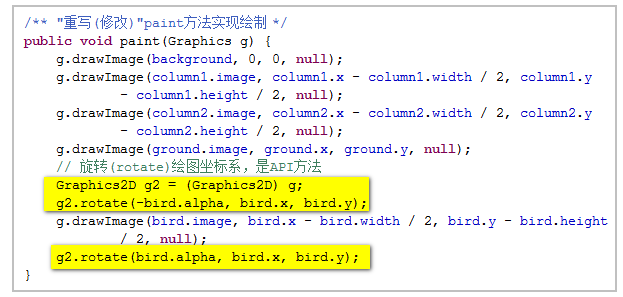 /** "重写(修改)"paint方法实现绘制 */
public void paint(Graphics g) {
g.drawImage(background, 0, 0, null);
g.drawImage(column1.image, column1.x - column1.width / 2, column1.y
- column1.height / 2, null);
g.drawImage(column2.image, column2.x - column2.width / 2, column2.y
- column2.height / 2, null);
g.drawImage(ground.image, ground.x, ground.y, null);
// 旋转(rotate)绘图坐标系，是API方法
Graphics2D g2 = (Graphics2D) g;
g2.rotate(-bird.alpha, bird.x, bird.y);
g.drawImage(bird.image, bird.x - bird.width / 2, bird.y - bird.height
/ 2, null);
g2.rotate(bird.alpha, bird.x, bird.y);
}